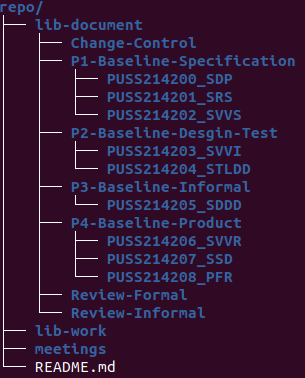 repo/
lib-document
Change-Control
P1-Baseline-Specification
PUSS214200_SDP
PUSS214201_SRS
PUSS214202_SVVS
P2-Baseline-Desgin-Test
PUSS214203_SVVI
PUSS214204_STLDD
P3-Baseline-Informal
PUSS214205_SDDD
P4-Baseline-Product
PUSS214206_SVVR
PUSS214207_SSD
PUSS214208_PFR
Review-Formal
Review-Informal
lib-work
meetings
README.md